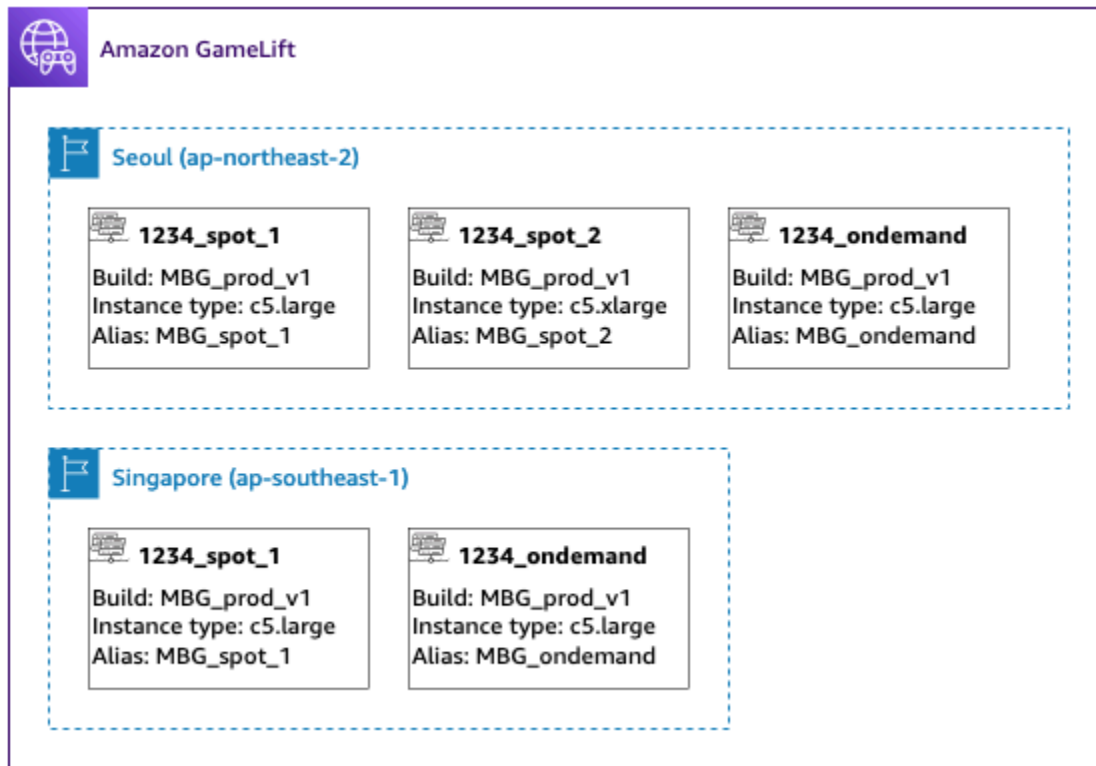 Amazon GameLift
Seoul (ap-northeast-2)
1234_spot_1
Build: MBG_prod_v1
Instance type: c5.large
Alias: MBG_spot_1
1234_spot_2
Build: MBG_prod_v1
Instance type: c5.xlarge
Alias: MBG_spot_2
1234_ondemand
Build: MBG_prod_v1
Instance type: c5.large
Alias: MBG_ondemand
Singapore (ap-southeast-1)
1234_spot_1
Build: MBG_prod_v1
Instance type: c5.large
Alias: MBG_spot_1
1234_ondemand
Build: MBG_prod_v1
Instance type: c5.large
Alias: MBG_ondemand